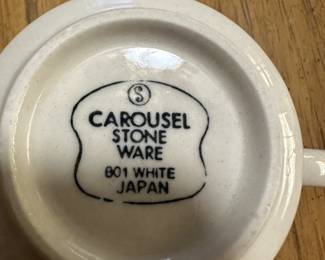 S
CAROUSEL
STONE
WARE
801 WHITE
JAPAN